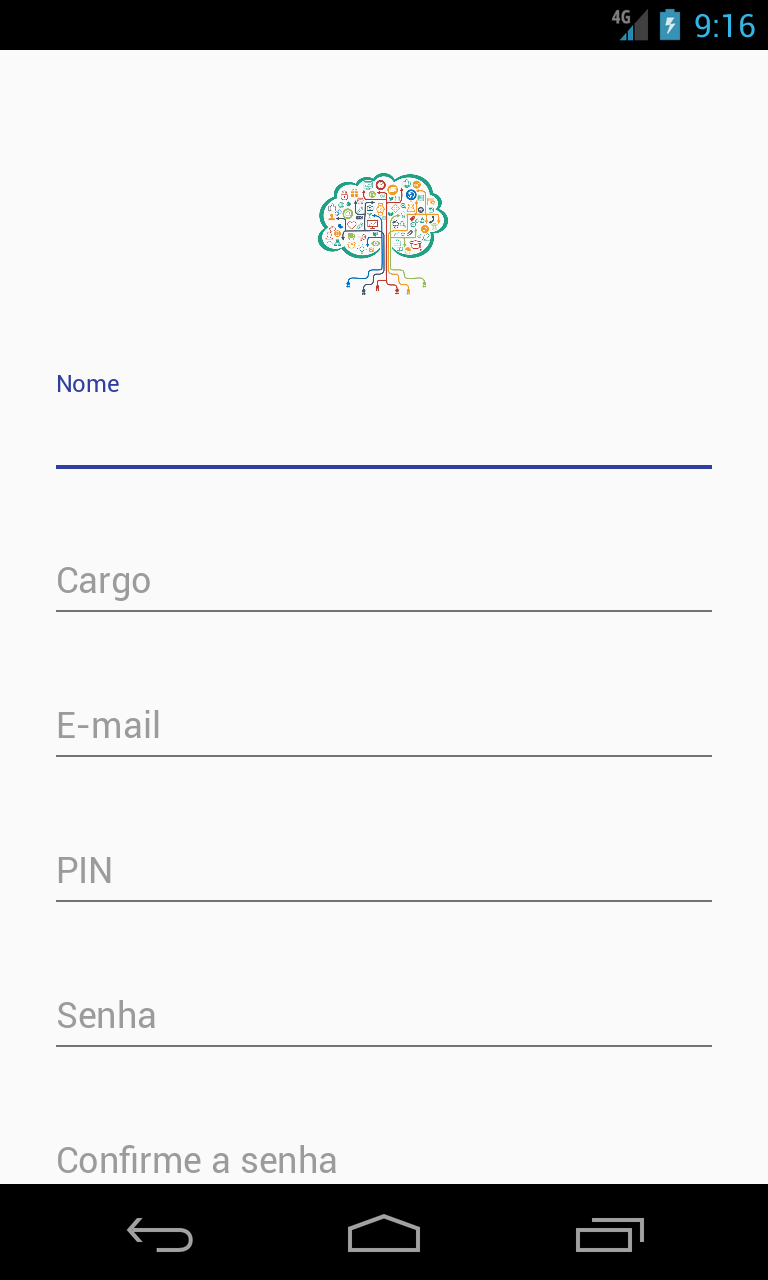 4G 9:16
Nome
Cargo
E-mail
PIN
Senha
Confirme a senha